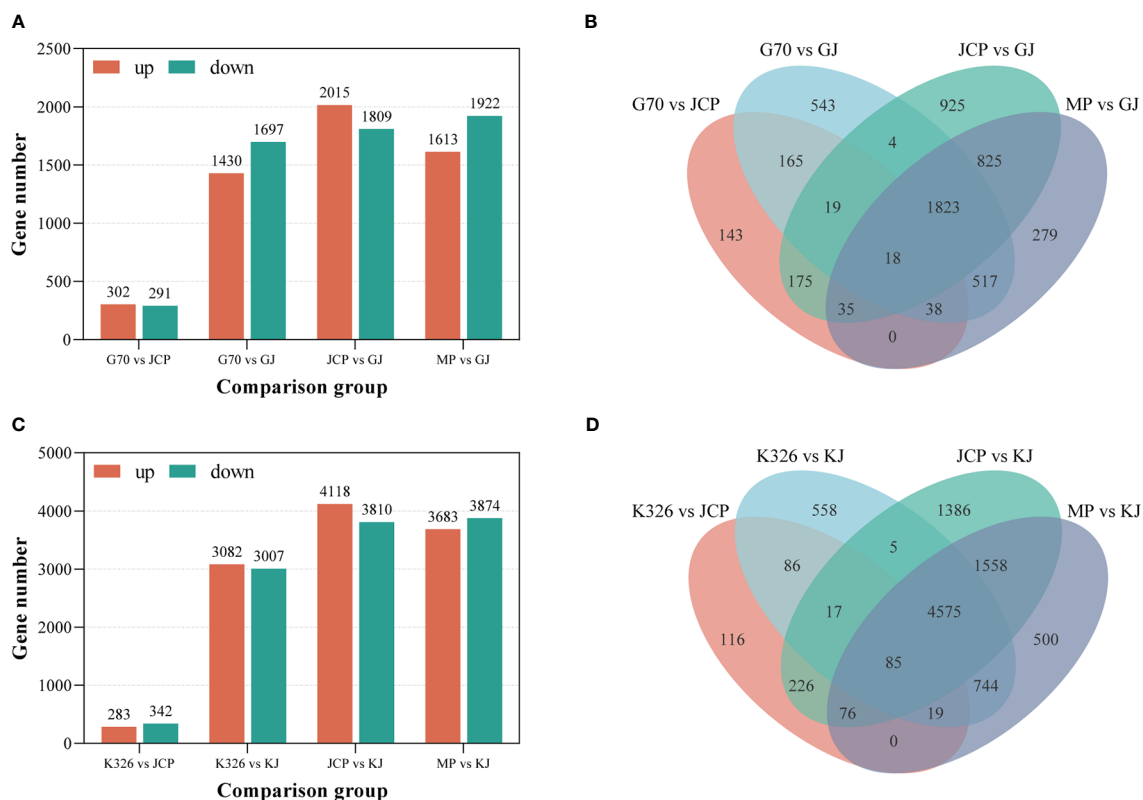 A
up down
Gene number
2500
2000
1500
1000
500
0
302 291
1430 1697
2015 1809
1613 1922
G70 vs JCP G70 vs GJ JCP vs GJ MP vs GJ
Comparison group
B
G70 vs GJ JCP vs GJ
G70 vs JCP MP vs GJ
543 925
4
165 825
19 1823
143 279
18
175 517
35 38
0
C
up down
Gene number
5000
4000
3000
2000
1000
0
283 342
3082 3007
4118 3810
3683 3874
K326 vs JCP K326 vs KJ JCP vs KJ MP vs KJ
Comparison group
D
K326 vs KJ JCP vs KJ
K326 vs JCP MP vs KJ
558 1386
5
86 1558
17 4575
116 500
85
226 744
76 19
0